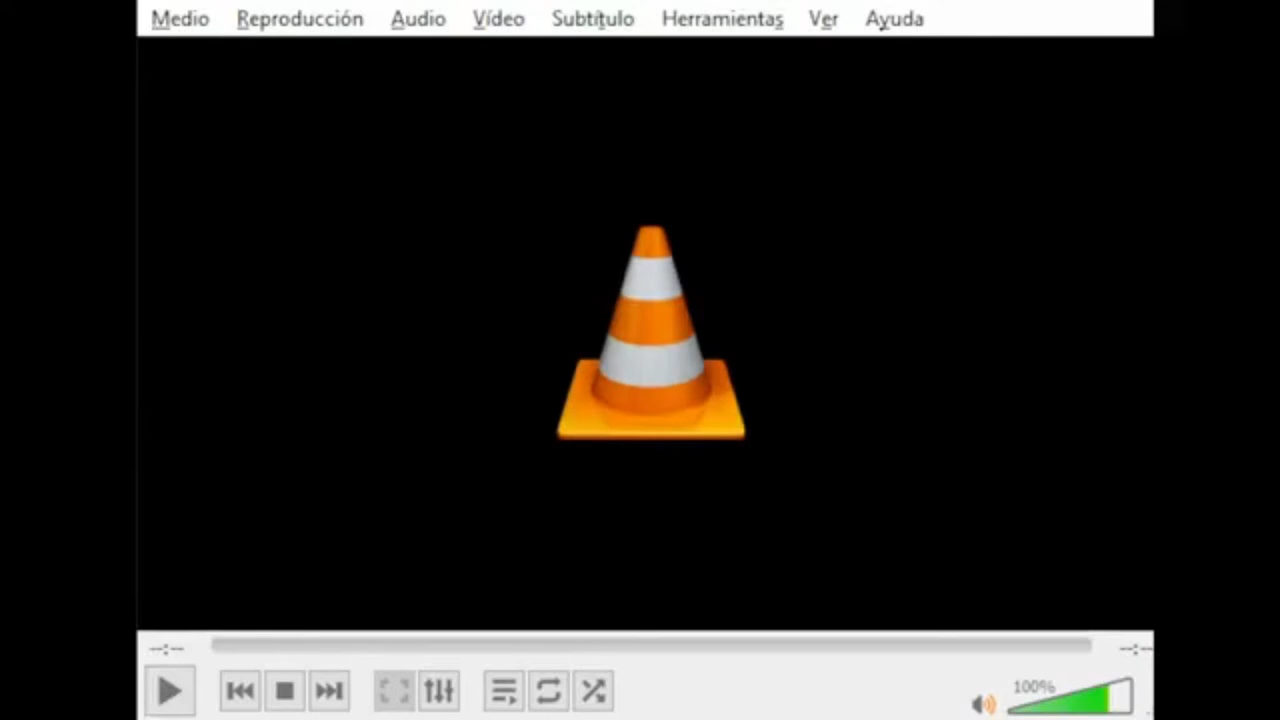 Medio Reproducción Audio Vídeo Subtítulo Herramientas Ver Ayuda
--:-- --:--
100%